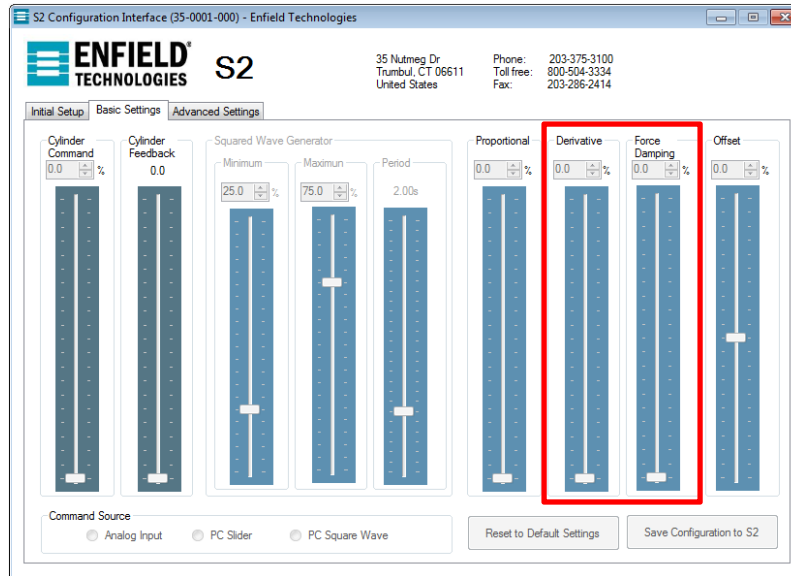 S2 Configuration Interface (35-0001-000) - Enfield Technologies
ENFIELD®
TECHNOLOGIES
S2
35 Nutmeg Dr
Trumbul, CT 06611
United States
Phone: 203-375-3100
Toll free: 800-504-3334
Fax: 203-286-2414
Initial Setup Basic Settings Advanced Settings
Cylinder
Command
0.0 %
Cylinder
Feedback
0.0
Squared Wave Generator
Minimum
25.0 %
Maximun
75.0 %
Period
2.00s
Proportional
0.0 %
Derivative
0.0 %
Force
Damping
0.0 %
Offset
0.0 %
Command Source
Analog Input PC Slider PC Square Wave
Reset to Default Settings
Save Configuration to S2